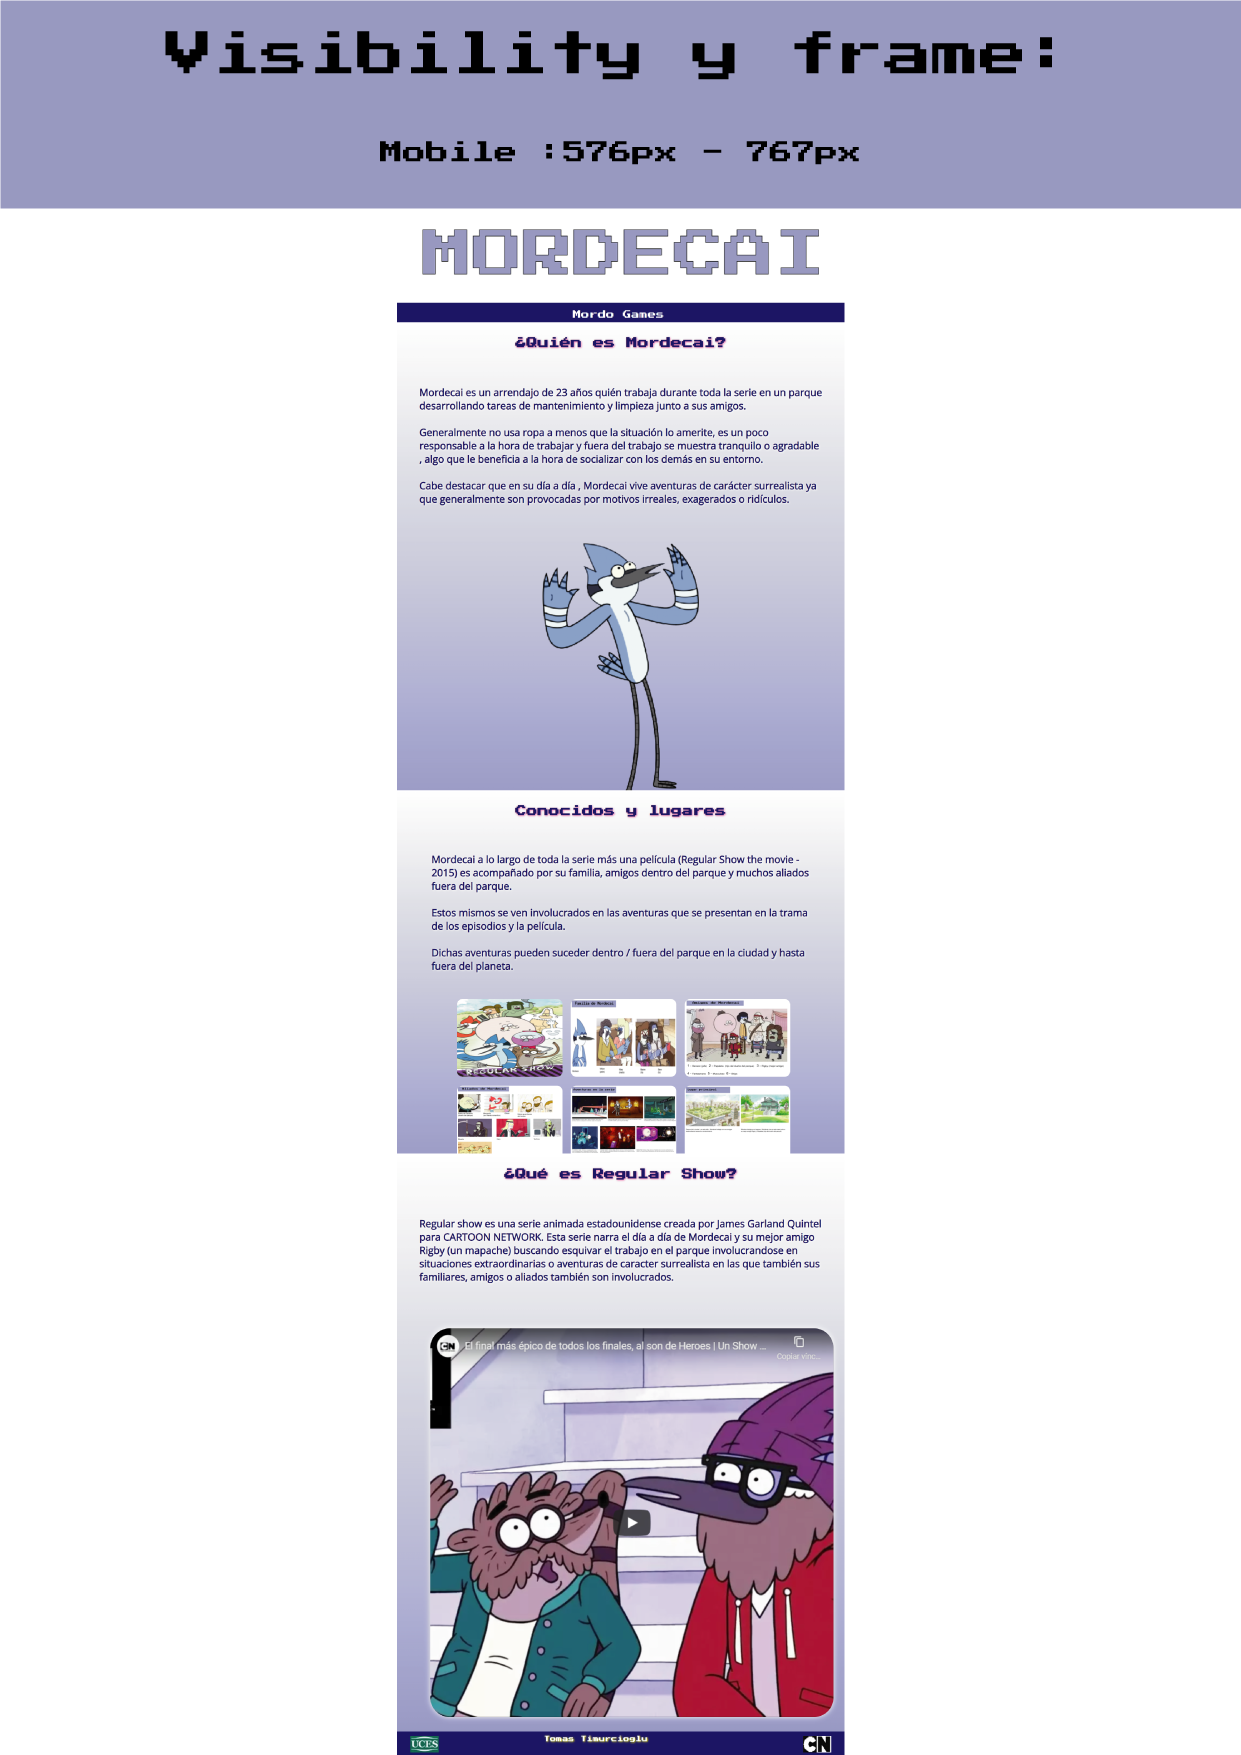 Visibility y frame:
Mobile :576px - 767px
MORDECAI
Mordo Games
¿Quién es Mordecai?
Mordecai es un arrendajo de 23 años quién trabaja durante toda la serie en un parque
desarrollando tareas de mantenimiento y limpieza junto a sus amigos.
Generalmente no usa ropa a menos que la situación lo amerite, es un poco
responsable a la hora de trabajar y fuera del trabajo se muestra tranquilo o agradable
, algo que le beneficia a la hora de socializar con los demás en su entorno.
Cabe destacar que en su día a día , Mordecai vive aventuras de carácter surrealista ya
que generalmente son provocadas por motivos irreales, exagerados o ridículos.
Conocidos y lugares
Mordecai a lo largo de toda la serie más una película (Regular Show the movie -
2015) es acompañado por su familia, amigos dentro del parque y muchos aliados
fuera del parque.
Estos mismos se ven involucrados en las aventuras que se presentan en la trama
de los episodios y la película.
Dichas aventuras pueden suceder dentro / fuera del parque en la ciudad y hasta
fuera del planeta.
REGULAR SHOW
Familia de Mordecai
Amigos de Mordecai
Aliados de Mordecai
¿Qué es Regular Show?
Regular show es una serie animada estadounidense creada por James Garland Quintel
para CARTOON NETWORK. Esta serie narra el día a día de Mordecai y su mejor amigo
Rigby (un mapache) buscando esquivar el trabajo en el parque involucrandose en
situaciones extraordinarias o aventuras de caracter surrealista en las que también sus
familiares, amigos o aliados también son involucrados.
CN
El final más épico de todos los finales, al son de Heroes | Un Show ...
Copiar vínc...
UCES
Tomas Timurcioglu
CN